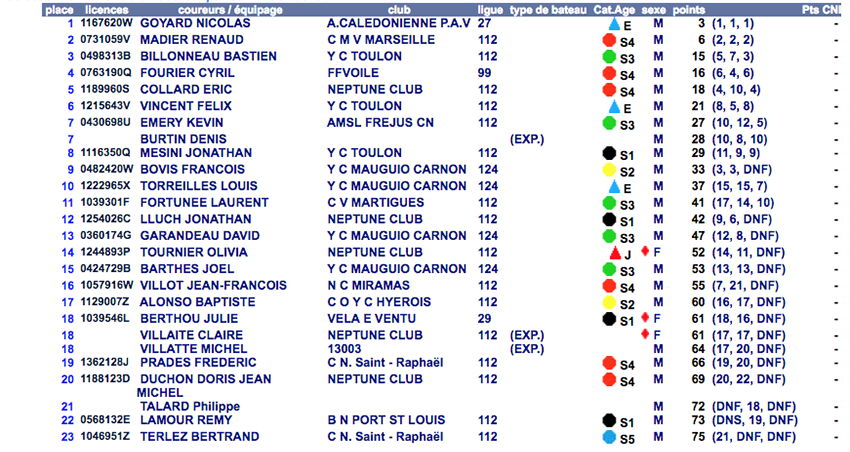 place licences coureurs / équipage club ligue type de bateau Cat.Age sexe points Pts CNI
1 1167620W GOYARD NICOLAS A.CALEDONIENNE P.A.V 27 E M 3 (1, 1, 1) -
2 0731059V MADIER RENAUD C M V MARSEILLE 112 S4 M 6 (2, 2, 2) -
3 0498313B BILLONNEAU BASTIEN Y C TOULON 112 S3 M 15 (5, 7, 3) -
4 0763190Q FOURIER CYRIL FFVOILE 99 S4 M 16 (6, 4, 6) -
5 1189960S COLLARD ERIC NEPTUNE CLUB 112 S4 M 18 (4, 10, 4) -
6 1215643V VINCENT FELIX Y C TOULON 112 E M 21 (8, 5, 8) -
7 0430698U EMERY KEVIN AMSL FREJUS CN 112 S3 M 27 (10, 12, 5) -
7 BURTIN DENIS (EXP.) M 28 (10, 8, 10) -
8 1116350Q MESINI JONATHAN Y C TOULON 112 S1 M 29 (11, 9, 9) -
9 0482420W BOVIS FRANCOIS Y C MAUGUIO CARNON 124 S2 M 33 (3, 3, DNF) -
10 1222965X TORREILLES LOUIS Y C MAUGUIO CARNON 124 E M 37 (15, 15, 7) -
11 1039301F FORTUNEE LAURENT C V MARTIGUES 112 S3 M 41 (17, 14, 10) -
12 1254026C LLUCH JONATHAN NEPTUNE CLUB 112 S1 M 42 (9, 6, DNF) -
13 0360174G GARANDEAU DAVID Y C MAUGUIO CARNON 124 S3 M 47 (12, 8, DNF) -
14 1244893P TOURNIER OLIVIA NEPTUNE CLUB 112 J F 52 (14, 11, DNF) -
15 0424729B BARTHES JOEL Y C MAUGUIO CARNON 124 S3 M 53 (13, 13, DNF) -
16 1057916W VILLOT JEAN-FRANCOIS N C MIRAMAS 112 S4 M 55 (7, 21, DNF) -
17 1129007Z ALONSO BAPTISTE C O Y C HYEROIS 112 S2 M 60 (16, 17, DNF) -
18 1039546L BERTHOU JULIE VELA E VENTU 29 S1 F 61 (18, 16, DNF) -
18 VILLAITE CLAIRE NEPTUNE CLUB 112 (EXP.) F 61 (17, 17, DNF) -
18 VILLATTE MICHEL 13003 (EXP.) M 64 (17, 20, DNF) -
19 1362128J PRADES FREDERIC C N. Saint - Raphaël 112 S4 M 66 (19, 20, DNF) -
20 1188123D DUCHON DORIS JEAN NEPTUNE CLUB 112 S4 M 69 (20, 22, DNF) -
MICHEL
21 TALARD Philippe M 72 (DNF, 18, DNF) -
22 0568132E LAMOUR REMY B N PORT ST LOUIS 112 S1 M 73 (DNS, 19, DNF) -
23 1046951Z TERLEZ BERTRAND C N. Saint - Raphaël 112 S5 M 75 (21, DNF, DNF) -